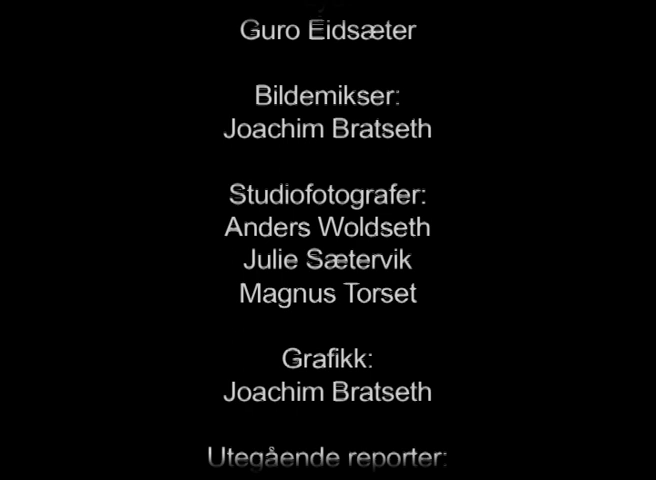 Guro Eidsæter
Bildemikser:
Joachim Bratseth
Studiofotografer:
Anders Woldseth
Julie Sætervik
Magnus Torset
Grafikk:
Joachim Bratseth
Utegående reporter: